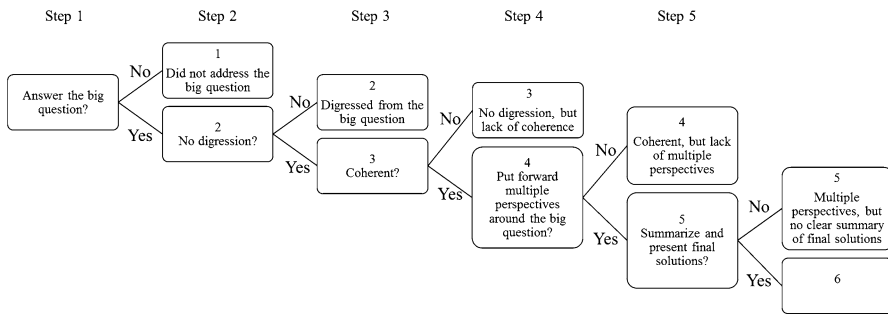 Step 1
Step 2
Step 3
Step 4
Step 5
Answer the big
question?
No
Yes
1
Did not address the
big question
2
No digression?
No
Yes
2
Digressed from the
big question
3
Coherent?
No
Yes
3
No digression, but
lack of coherence
4
Put forward
multiple
perspectives
around the big
question?
No
Yes
4
Coherent, but lack
of multiple
perspectives
5
Summarize and
present final
solutions?
No
Yes
5
Multiple
perspectives, but
no clear summary
of final solutions
6